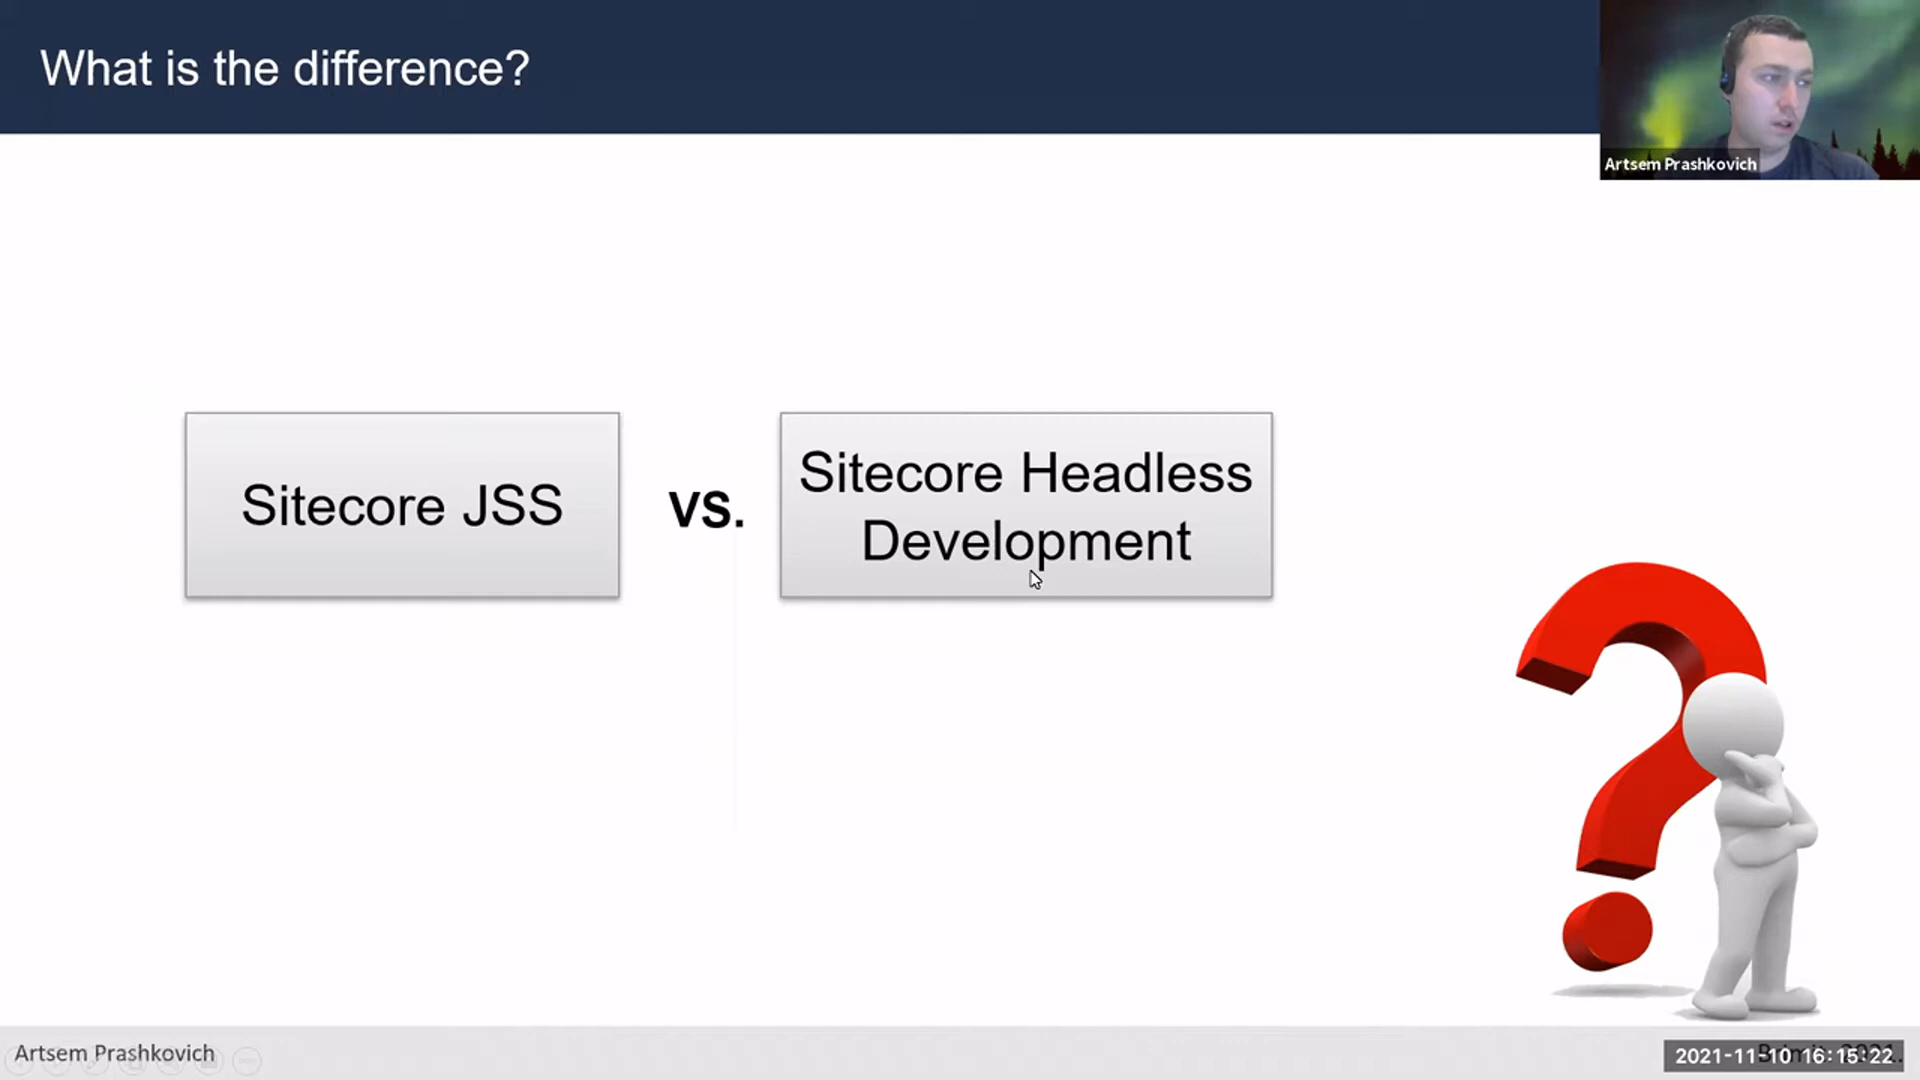 What is the difference?
Artsem Prashkovich
Sitecore JSS
vs.
Sitecore Headless
Development
Artsem Prashkovich
2021-11-10 16:15:22